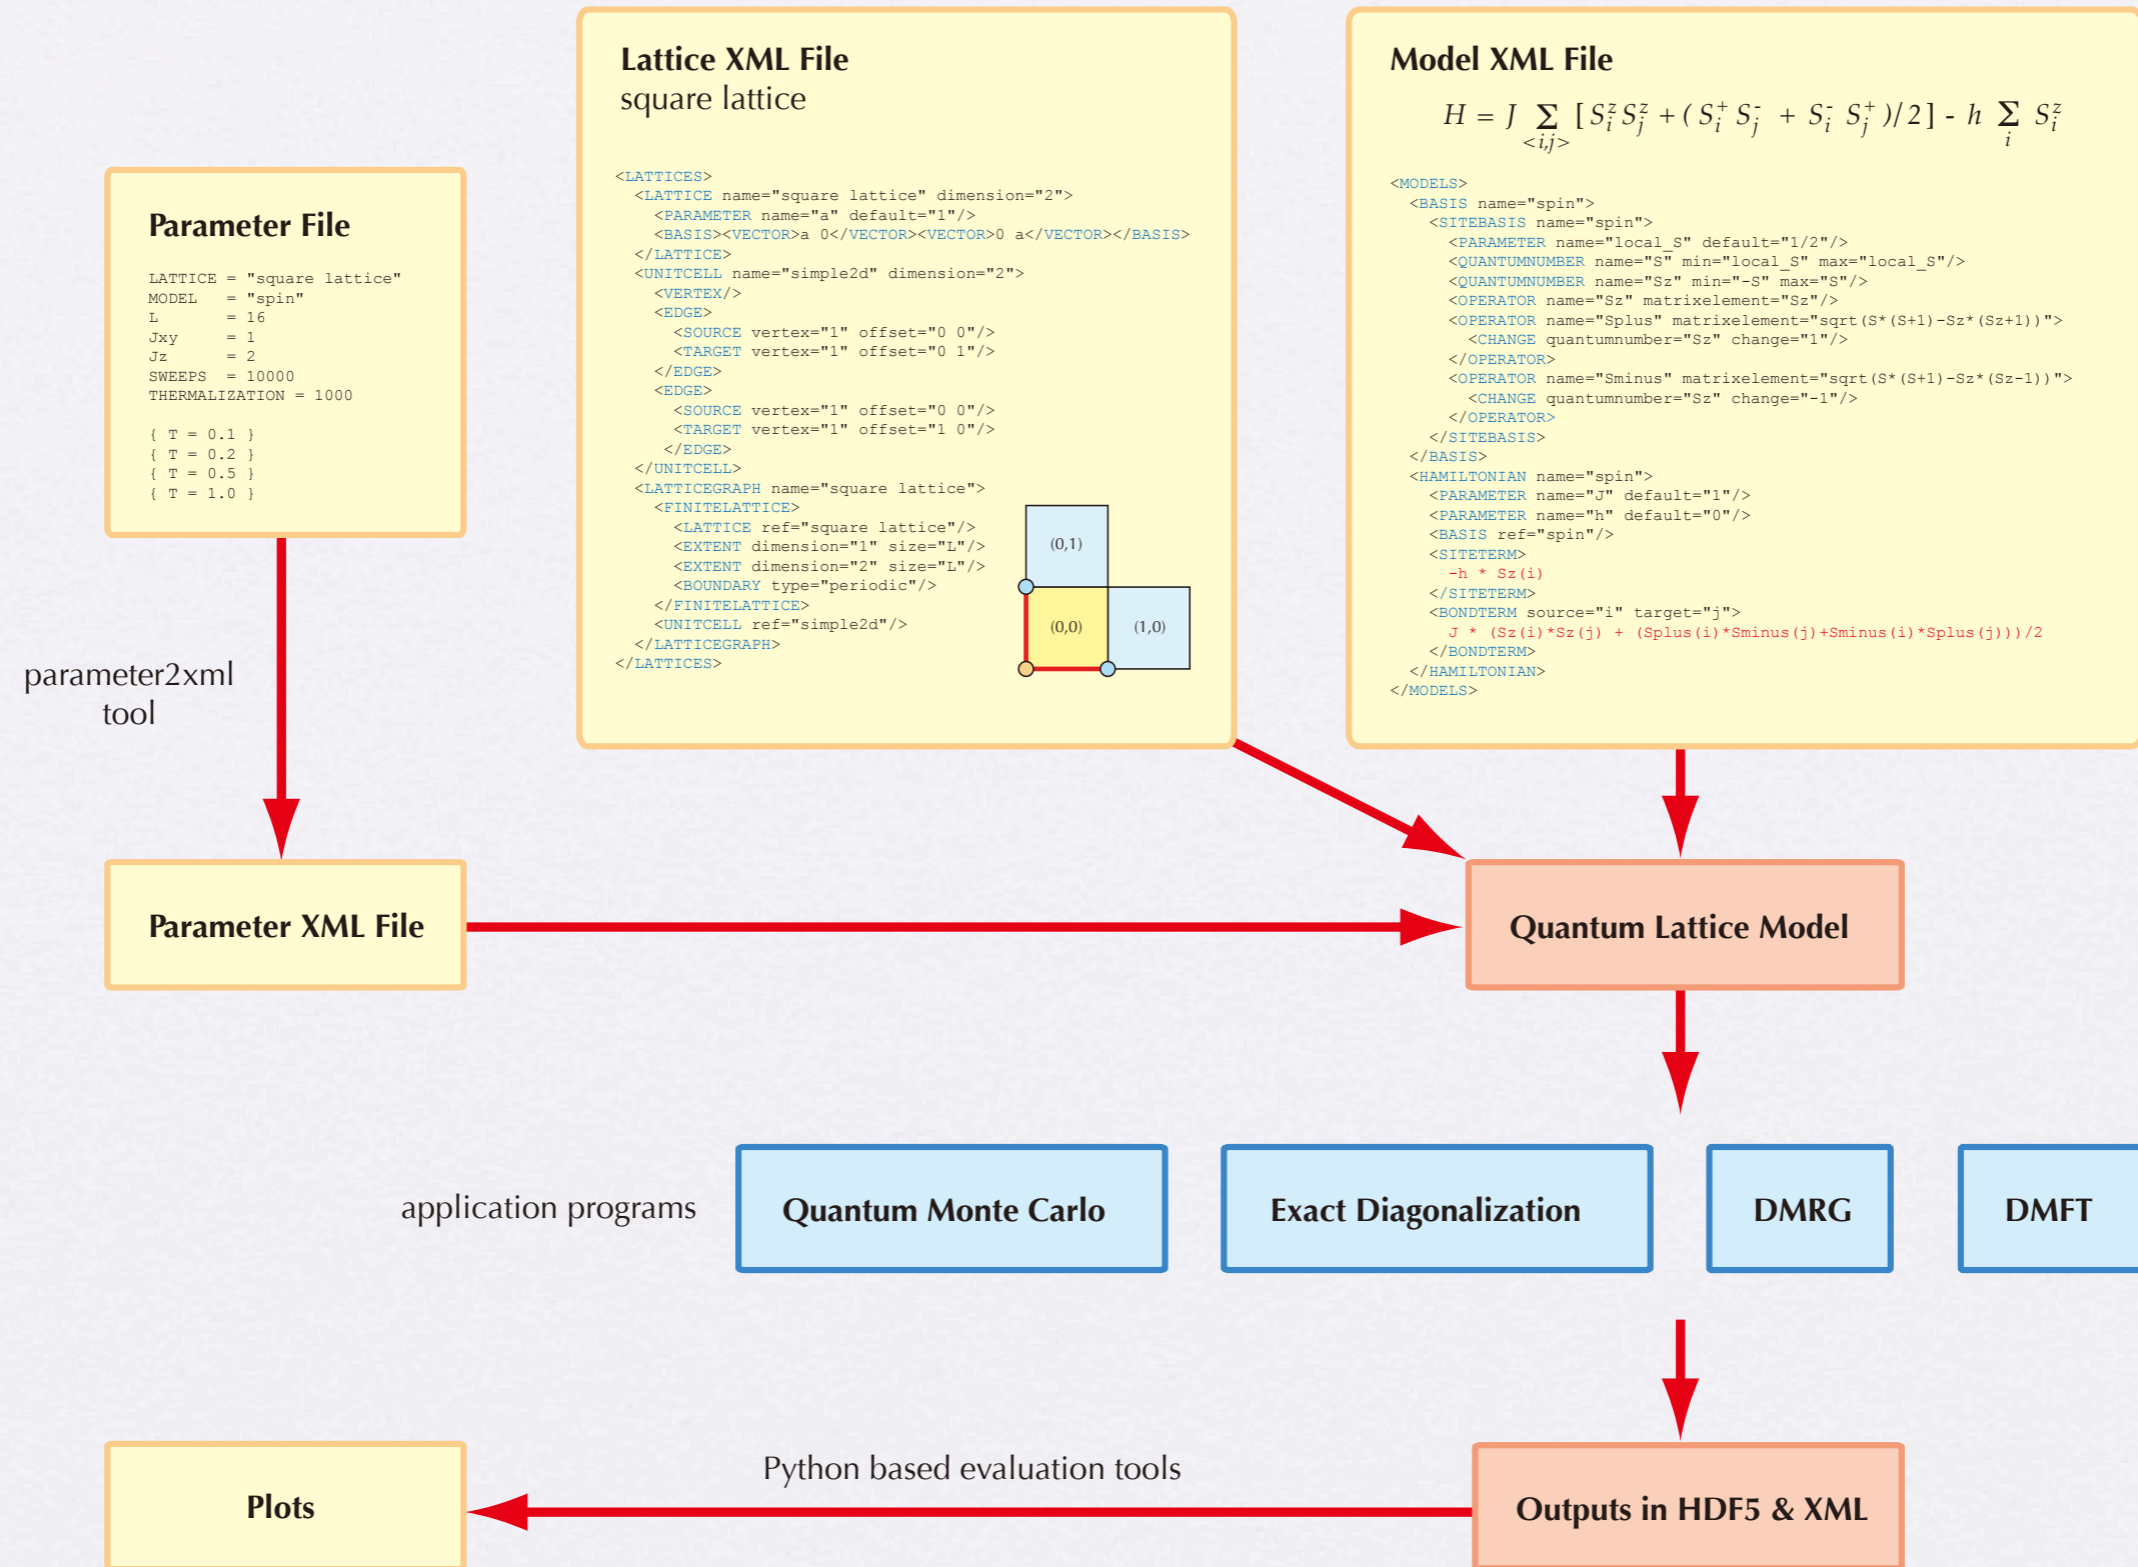 Lattice XML File
square lattice
<LATTICES>
  <LATTICE name="square lattice" dimension="2">
    <PARAMETER name="a" default="1"/>
    <BASIS><VECTOR>a 0</VECTOR><VECTOR>0 a</VECTOR></BASIS>
  </LATTICE>
  <UNITCELL name="simple2d" dimension="2">
    <VERTEX/>
    <EDGE>
      <SOURCE vertex="1" offset="0 0"/>
      <TARGET vertex="1" offset="0 1"/>
    </EDGE>
    <EDGE>
      <SOURCE vertex="1" offset="0 0"/>
      <TARGET vertex="1" offset="1 0"/>
     </EDGE>
  </UNITCELL>
  <LATTICEGRAPH name="square lattice">
    <FINITELATTICE>
      <LATTICE ref="square lattice"/>
      <EXTENT dimension="1" size="L"/>
      <EXTENT dimension="2" size="L"/>
      <BOUNDARY type="periodic"/>
    </FINITELATTICE>
    <UNITCELL ref="simple2d"/>
  </LATTICEGRAPH>
</LATTICES>
(0,1)
(0,0) (1,0)
Model XML File
H = J Σ_{<i,j>} [ S_i^z S_j^z + ( S_i^+ S_j^- + S_i^- S_j^+ )/2 ] - h Σ_i S_i^z
<MODELS>
  <BASIS name="spin">
    <SITEBASIS name="spin">
      <PARAMETER name="local_S" default="1/2"/>
      <QUANTUMNUMBER name="S" min="local_S" max="local_S"/>
      <QUANTUMNUMBER name="Sz" min="-S" max="S"/>
      <OPERATOR name="Sz" matrixelement="Sz"/>
      <OPERATOR name="Splus" matrixelement="sqrt(S*(S+1)-Sz*(Sz+1))">
        <CHANGE quantumnumber="Sz" change="1"/>
      </OPERATOR>
      <OPERATOR name="Sminus" matrixelement="sqrt(S*(S+1)-Sz*(Sz-1))">
        <CHANGE quantumnumber="Sz" change="-1"/>
      </OPERATOR>
    </SITEBASIS>
  </BASIS>
  <HAMILTONIAN name="spin">
    <PARAMETER name="J" default="1"/>
    <PARAMETER name="h" default="0"/>
    <BASIS ref="spin"/>
    <SITETERM>
      -h * Sz(i)
    </SITETERM>
    <BONDTERM source="i" target="j">
      J * (Sz(i)*Sz(j) + (Splus(i)*Sminus(j)+Sminus(i)*Splus(j)))/2
    </BONDTERM>
  </HAMILTONIAN>
</MODELS>
Parameter File
LATTICE = "square lattice"
MODEL   = "spin"
L       = 16
Jxy     = 1
Jz      = 2
SWEEPS  = 10000
THERMALIZATION = 1000
{ T = 0.1 }
{ T = 0.2 }
{ T = 0.5 }
{ T = 1.0 }
parameter2xml
tool
Parameter XML File
Quantum Lattice Model
application programs
Quantum Monte Carlo
Exact Diagonalization
DMRG
DMFT
Python based evaluation tools
Plots
Outputs in HDF5 & XML